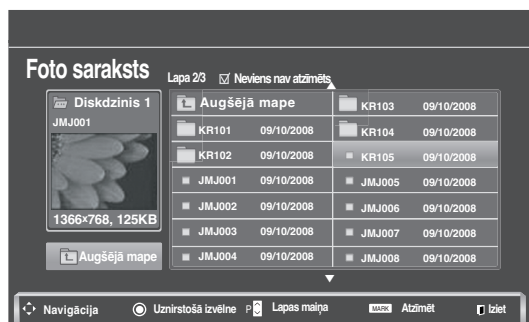 Foto saraksts
Lapa 2/3 Neviens nav atzīmēts
Diskdzinis 1
JMJ001
1366×768, 125KB
Augšējā mape
Augšējā mape
KR101 09/10/2008
KR102 09/10/2008
JMJ001 09/10/2008
JMJ002 09/10/2008
JMJ003 09/10/2008
JMJ004 09/10/2008
KR103 09/10/2008
KR104 09/10/2008
KR105 09/10/2008
JMJ005 09/10/2008
JMJ006 09/10/2008
JMJ007 09/10/2008
JMJ008 09/10/2008
Navigācija Uznirstošā izvēlne P Lapas maiņa MARK Atzīmēt Iziet